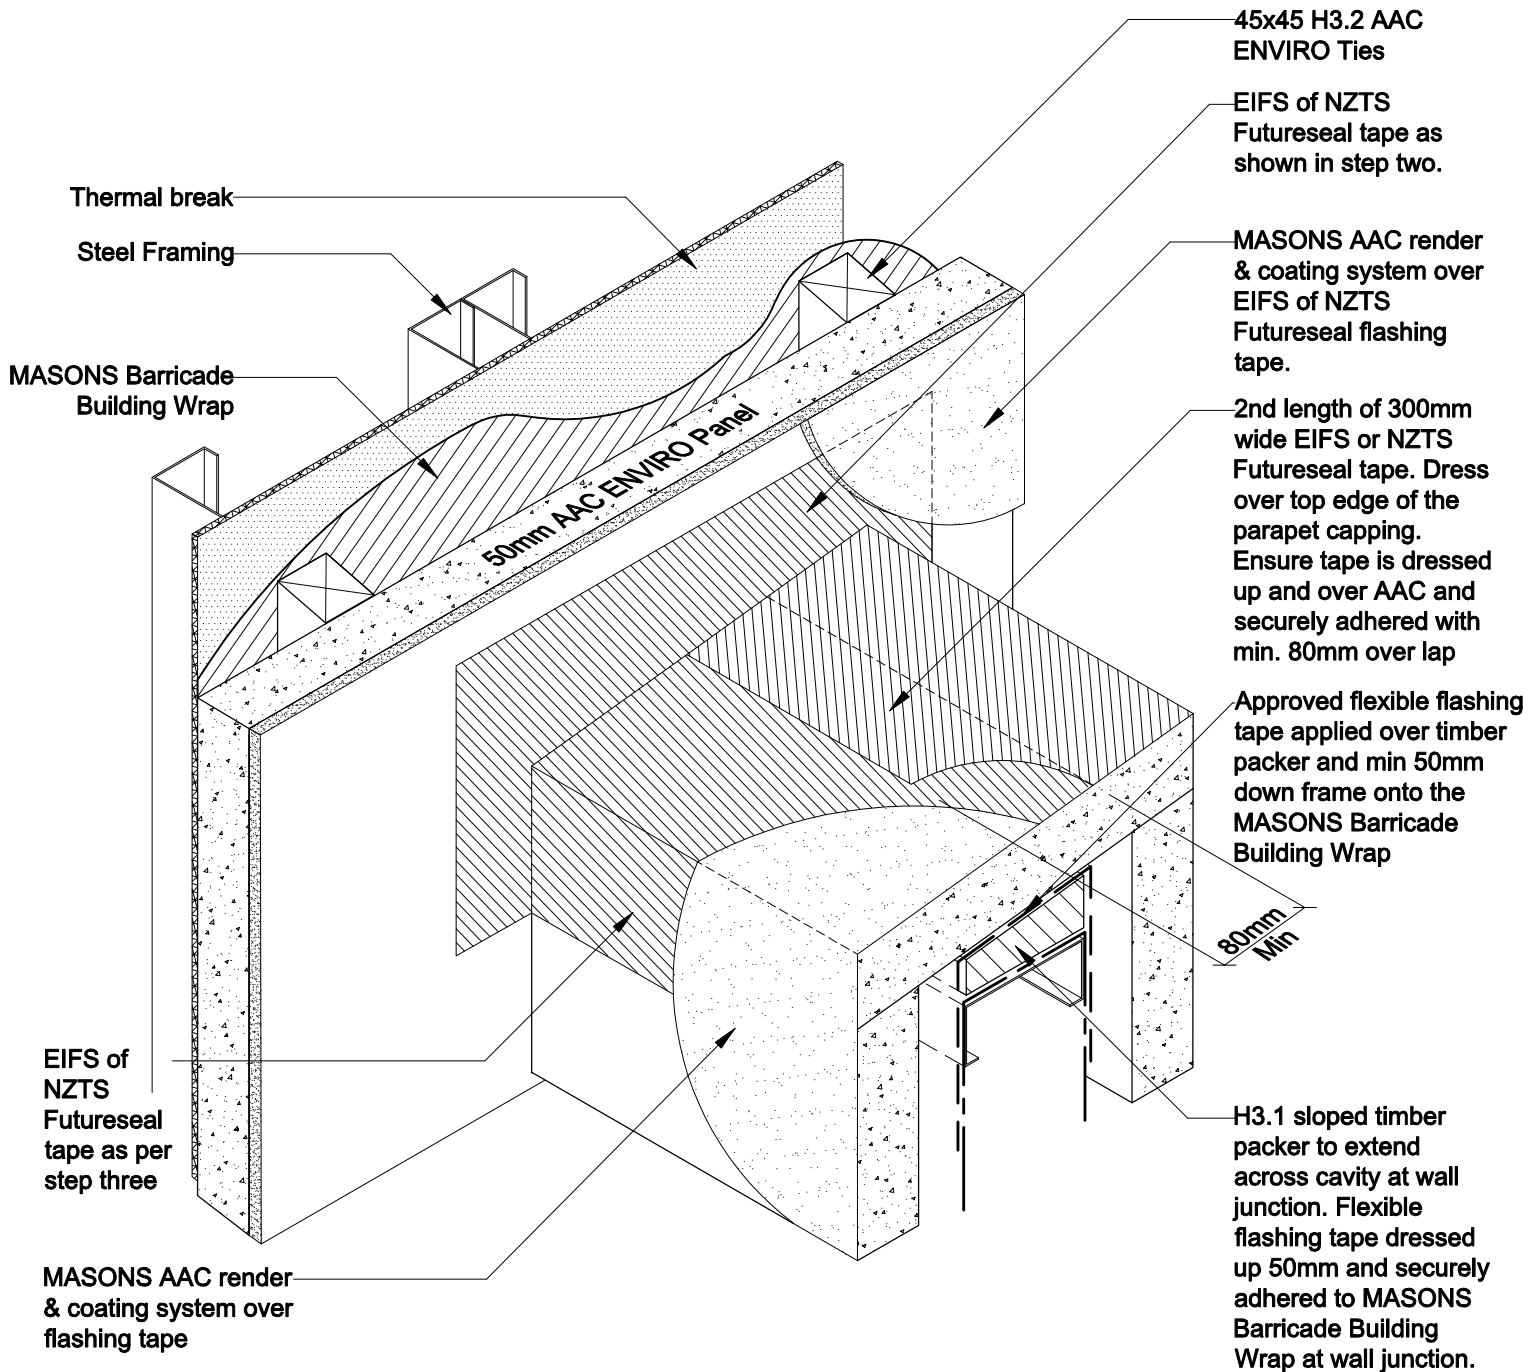 45x45 H3.2 AAC
ENVIRO Ties
EIFS of NZTS
Futureseal tape as
shown in step two.
Thermal break
Steel Framing
MASONS AAC render
& coating system over
EIFS of NZTS
Futureseal flashing
tape.
MASONS Barricade
Building Wrap
2nd length of 300mm
wide EIFS or NZTS
Futureseal tape. Dress
over top edge of the
parapet capping.
Ensure tape is dressed
up and over AAC and
securely adhered with
min. 80mm over lap
50mm AAC ENVIRO Panel
Approved flexible flashing
tape applied over timber
packer and min 50mm
down frame onto the
MASONS Barricade
Building Wrap
80mm
Min
EIFS of
NZTS
Futureseal
tape as per
step three
H3.1 sloped timber
packer to extend
across cavity at wall
junction. Flexible
flashing tape dressed
up 50mm and securely
adhered to MASONS
Barricade Building
Wrap at wall junction.
MASONS AAC render
& coating system over
flashing tape